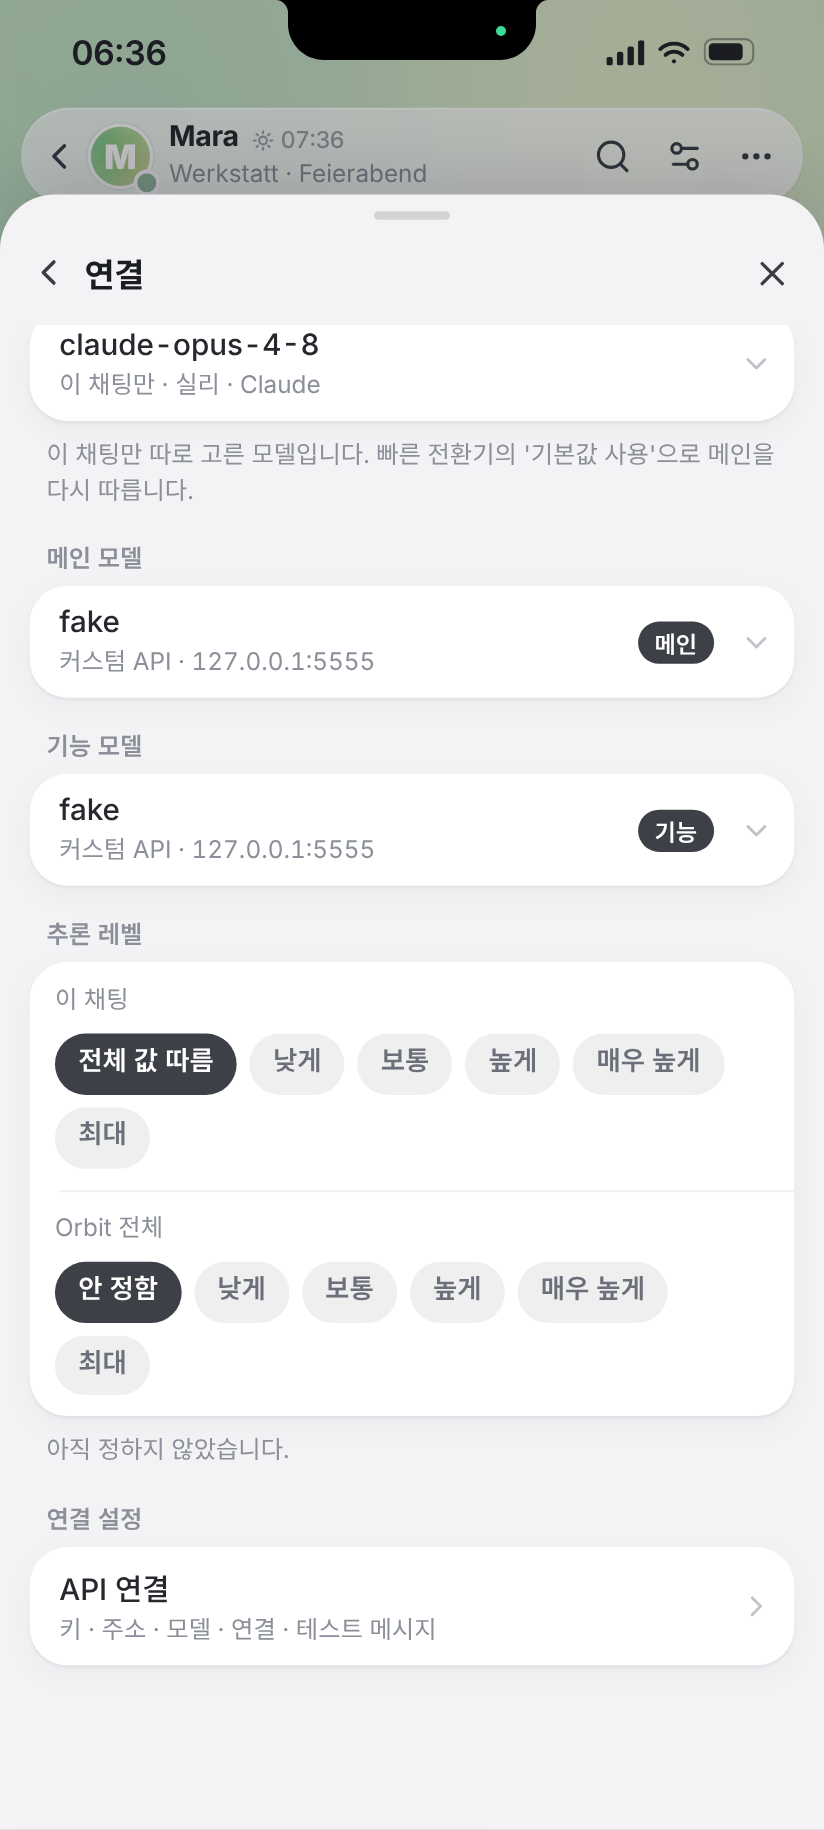 06:36
M
Mara 07:36
Werkstatt · Feierabend
연결
claude-opus-4-8
이 채팅만 · 실리 · Claude
이 채팅만 따로 고른 모델입니다. 빠른 전환기의 '기본값 사용'으로 메인을
다시 따릅니다.
메인 모델
fake
메인
커스텀 API · 127.0.0.1:5555
기능 모델
fake
기능
커스텀 API · 127.0.0.1:5555
추론 레벨
이 채팅
전체 값 따름 낮게 보통 높게 매우 높게
최대
Orbit 전체
안 정함 낮게 보통 높게 매우 높게
최대
아직 정하지 않았습니다.
연결 설정
API 연결
키 · 주소 · 모델 · 연결 · 테스트 메시지